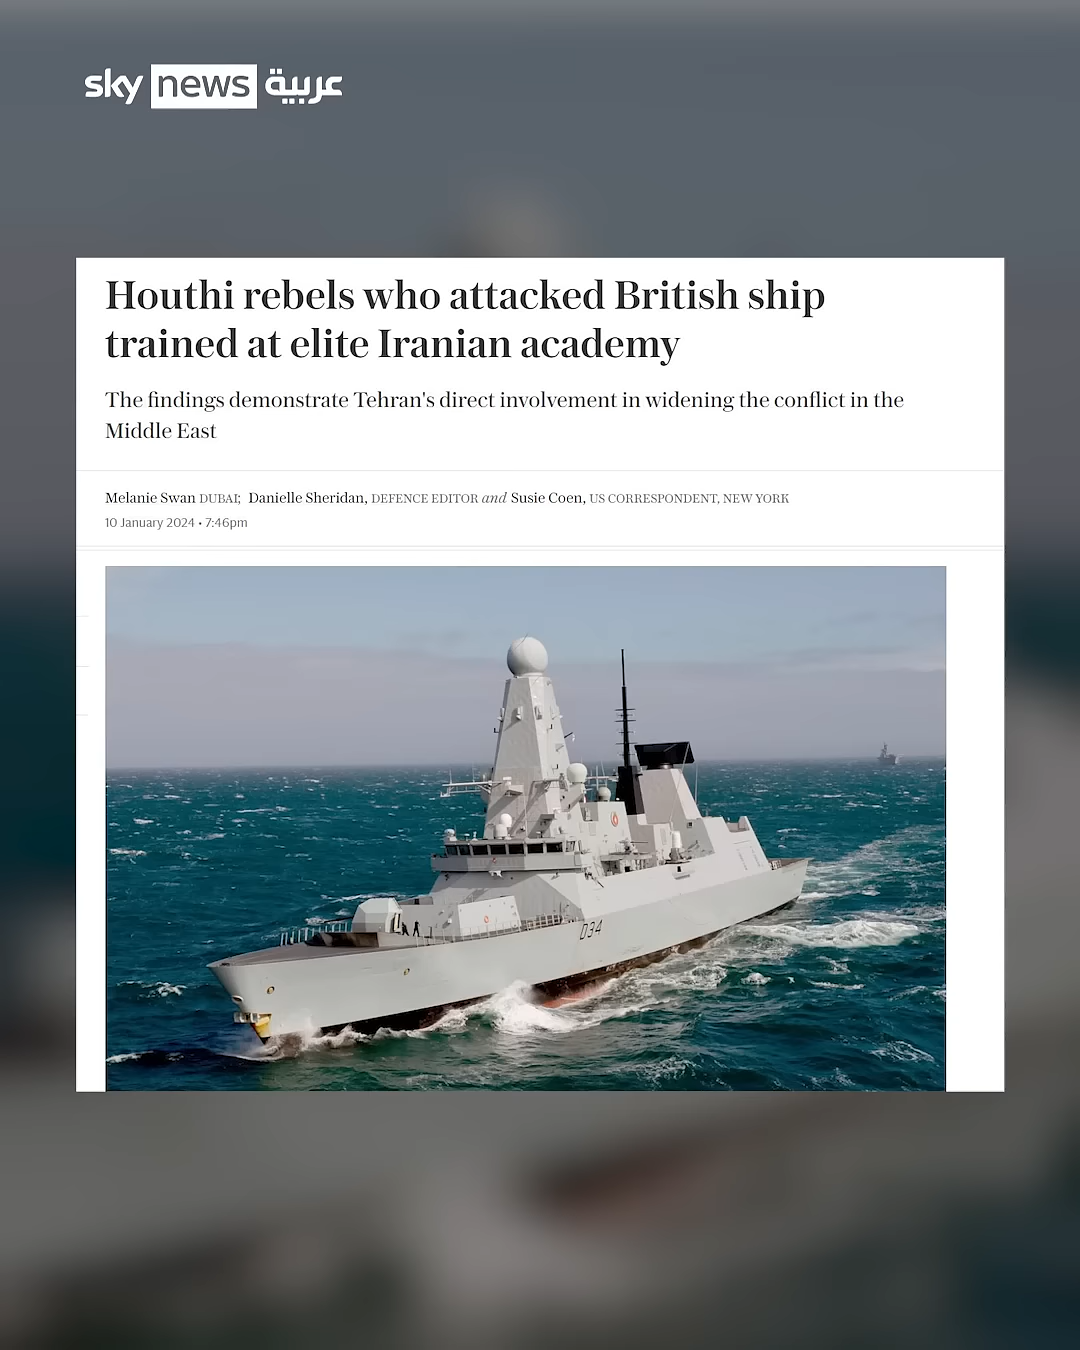 sky news عربية
Houthi rebels who attacked British ship
trained at elite Iranian academy
The findings demonstrate Tehran's direct involvement in widening the conflict in the
Middle East
Melanie Swan DUBAI; Danielle Sheridan, DEFENCE EDITOR and Susie Coen, US CORRESPONDENT, NEW YORK
10 January 2024 • 7:46pm
D34